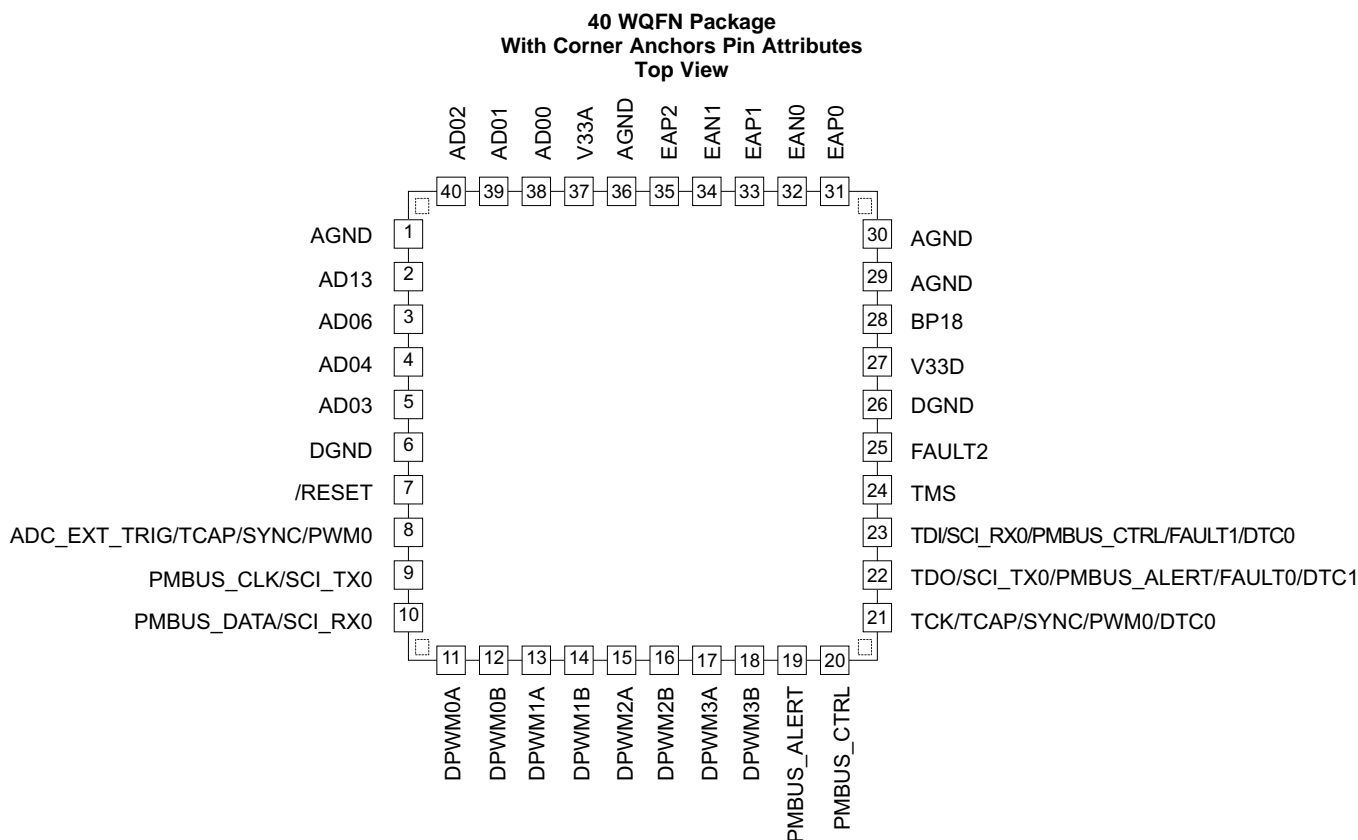 40 WQFN Package
With Corner Anchors Pin Attributes
Top View
AD02
AD01
AD00
V33A
AGND
EAP2
EAN1
EAP1
EAN0
EAP0
40
39
38
37
36
35
34
33
32
31
AGND 1
AD13 2
AD06 3
AD04 4
AD03 5
DGND 6
/RESET 7
ADC_EXT_TRIG/TCAP/SYNC/PWM0 8
PMBUS_CLK/SCI_TX0 9
PMBUS_DATA/SCI_RX0 10
30 AGND
29 AGND
28 BP18
27 V33D
26 DGND
25 FAULT2
24 TMS
23 TDI/SCI_RX0/PMBUS_CTRL/FAULT1/DTC0
22 TDO/SCI_TX0/PMBUS_ALERT/FAULT0/DTC1
21 TCK/TCAP/SYNC/PWM0/DTC0
11
12
13
14
15
16
17
18
19
20
DPWM0A
DPWM0B
DPWM1A
DPWM1B
DPWM2A
DPWM2B
DPWM3A
DPWM3B
PMBUS_ALERT
PMBUS_CTRL